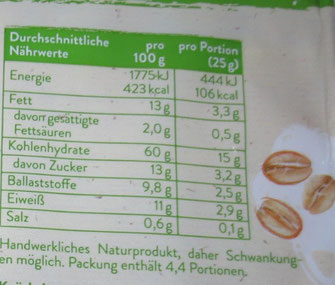 Durchschnittliche pro pro Portion
Nährwerte 100 g (25 g)
Energie 1775 kJ 444 kJ
423 kcal 106 kcal
Fett 13 g 3,3 g
davon gesättigte
Fettsäuren 2,0 g 0,5 g
Kohlenhydrate 60 g 15 g
davon Zucker 13 g 3,2 g
Ballaststoffe 9,8 g 2,5 g
Eiweiß 11 g 2,9 g
Salz 0,6 g 0,1 g
Handwerkliches Naturprodukt, daher Schwankung-
en möglich. Packung enthält 4,4 Portionen.